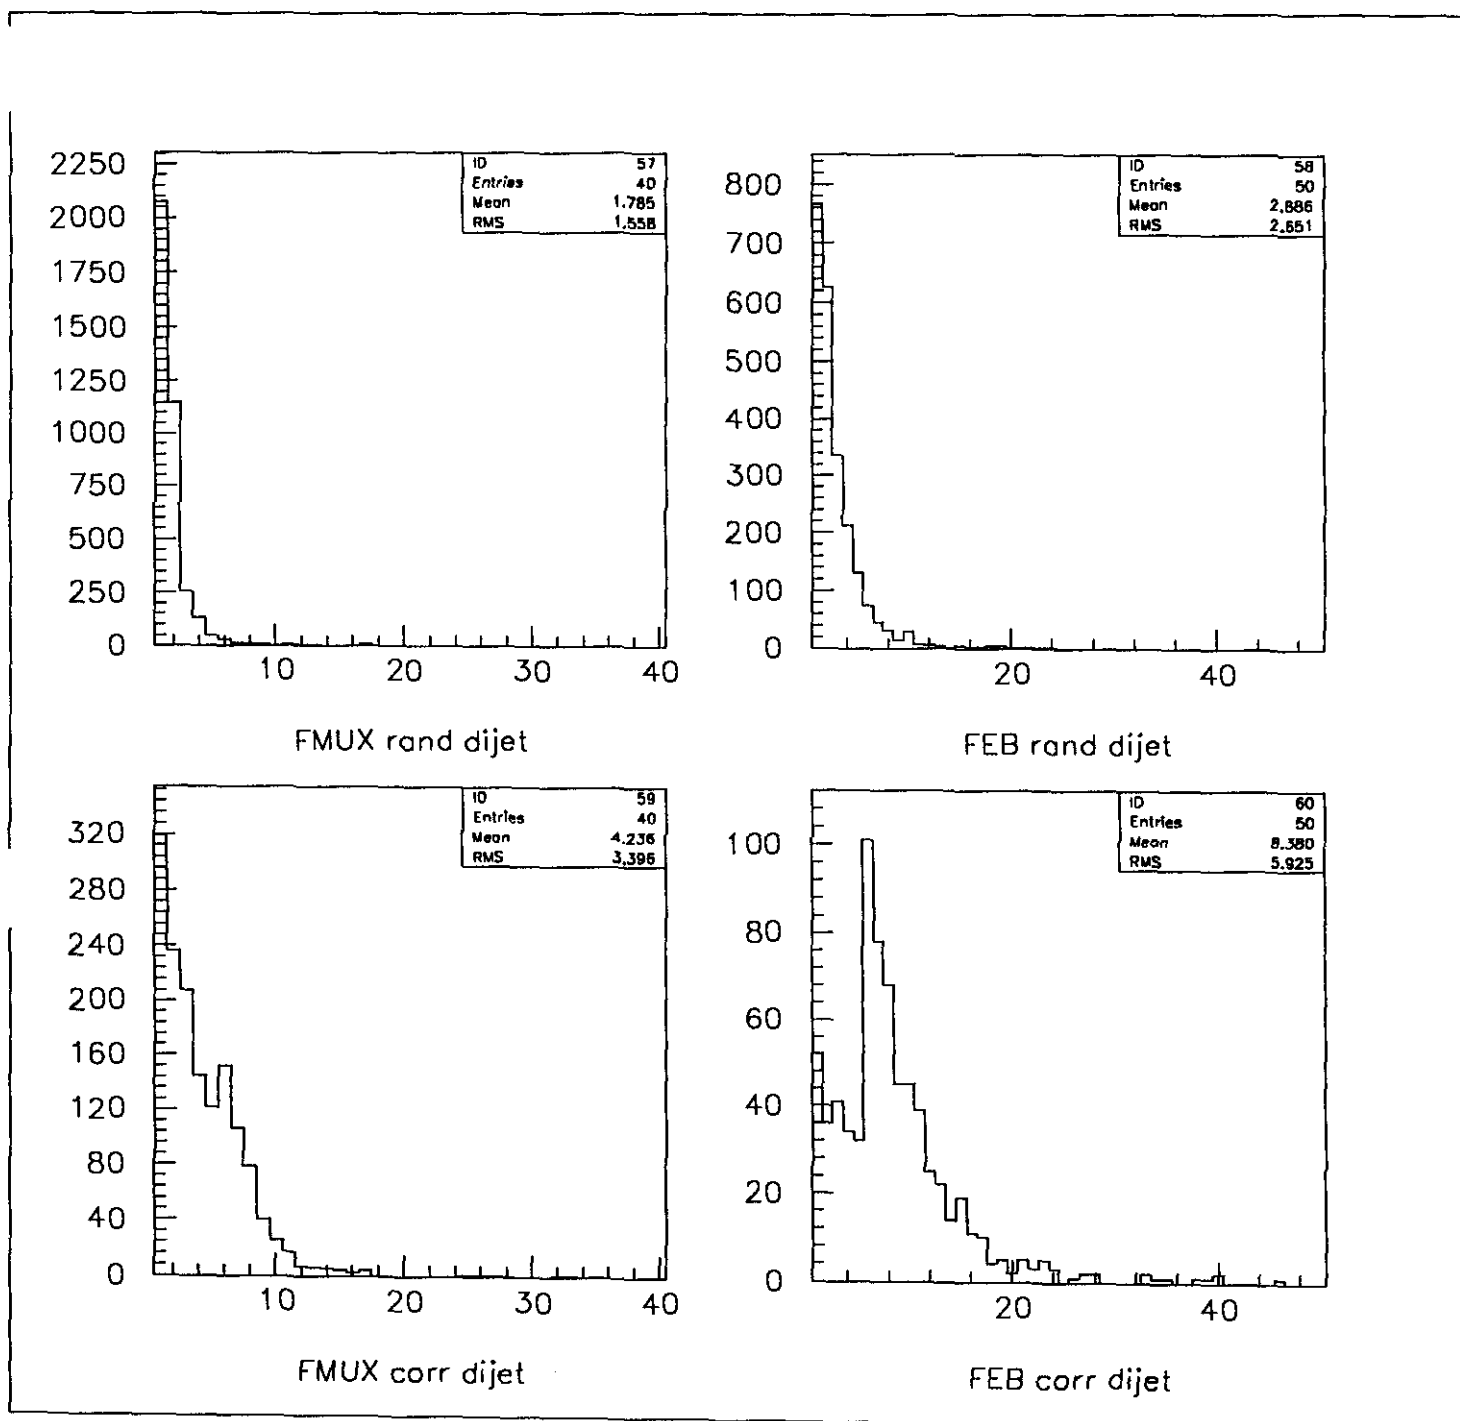 ID 57
Entries 40
Mean 1.785
RMS 1.558
2250
2000
1750
1500
1250
1000
750
500
250
0
10 20 30 40
FMUX rand dijet
ID 58
Entries 50
Mean 2.886
RMS 2.651
800
700
600
500
400
300
200
100
0
20 40
FEB rand dijet
ID 59
Entries 40
Mean 4.236
RMS 3.396
320
280
240
200
160
120
80
40
0
10 20 30 40
FMUX corr dijet
ID 60
Entries 50
Mean 8.380
RMS 5.925
100
80
60
40
20
0
20 40
FEB corr dijet